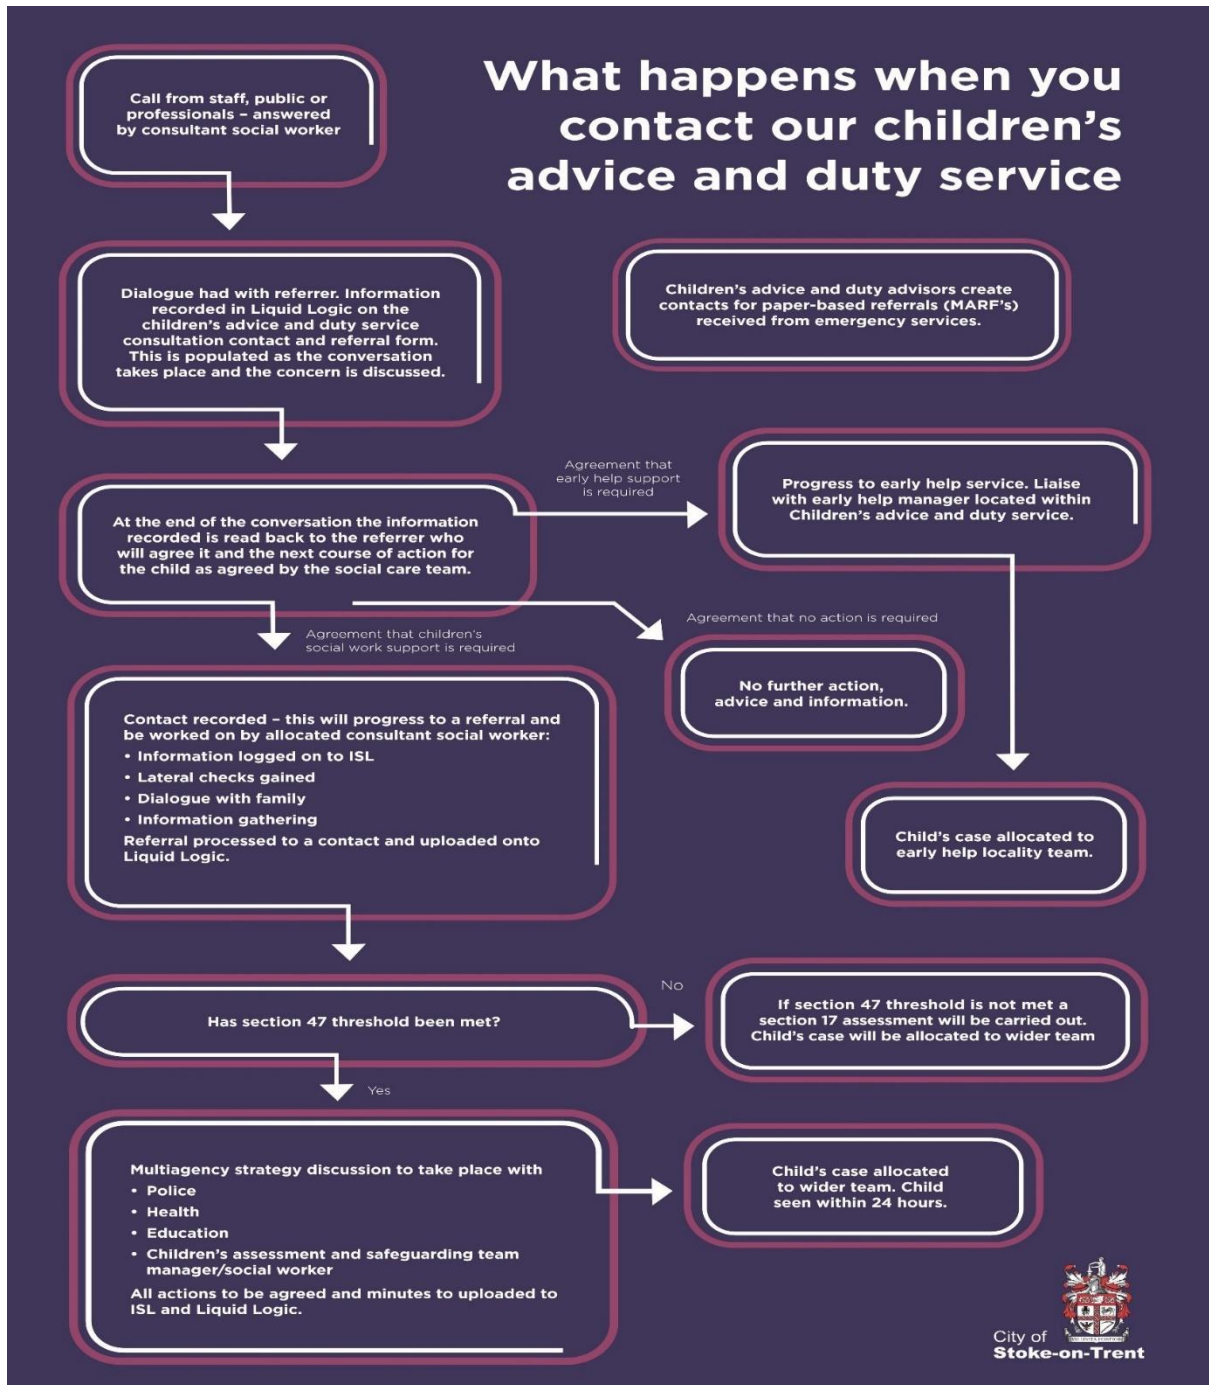 What happens when you
contact our children's
advice and duty service
Call from staff, public or
professionals – answered
by consultant social worker
Dialogue had with referrer. Information
recorded in Liquid Logic on the
children's advice and duty service
consultation contact and referral form.
This is populated as the conversation
takes place and the concern is discussed.
Children's advice and duty advisors create
contacts for paper-based referrals (MARF's)
received from emergency services.
At the end of the conversation the information
recorded is read back to the referrer who
will agree it and the next course of action for
the child as agreed by the social care team.
Agreement that
early help support
is required
Progress to early help service. Liaise
with early help manager located within
Children's advice and duty service.
Agreement that no action is required
No further action,
advice and information.
Child's case allocated to
early help locality team.
Agreement that children's
social work support is required
Contact recorded – this will progress to a referral and
be worked on by allocated consultant social worker:
• Information logged on to ISL
• Lateral checks gained
• Dialogue with family
• Information gathering
Referral processed to a contact and uploaded onto
Liquid Logic.
Has section 47 threshold been met?
No
If section 47 threshold is not met a
section 17 assessment will be carried out.
Child's case will be allocated to wider team
Yes
Multiagency strategy discussion to take place with
• Police
• Health
• Education
• Children's assessment and safeguarding team
manager/social worker
All actions to be agreed and minutes to uploaded to
ISL and Liquid Logic.
Child's case allocated
to wider team. Child
seen within 24 hours.
City of
Stoke-on-Trent